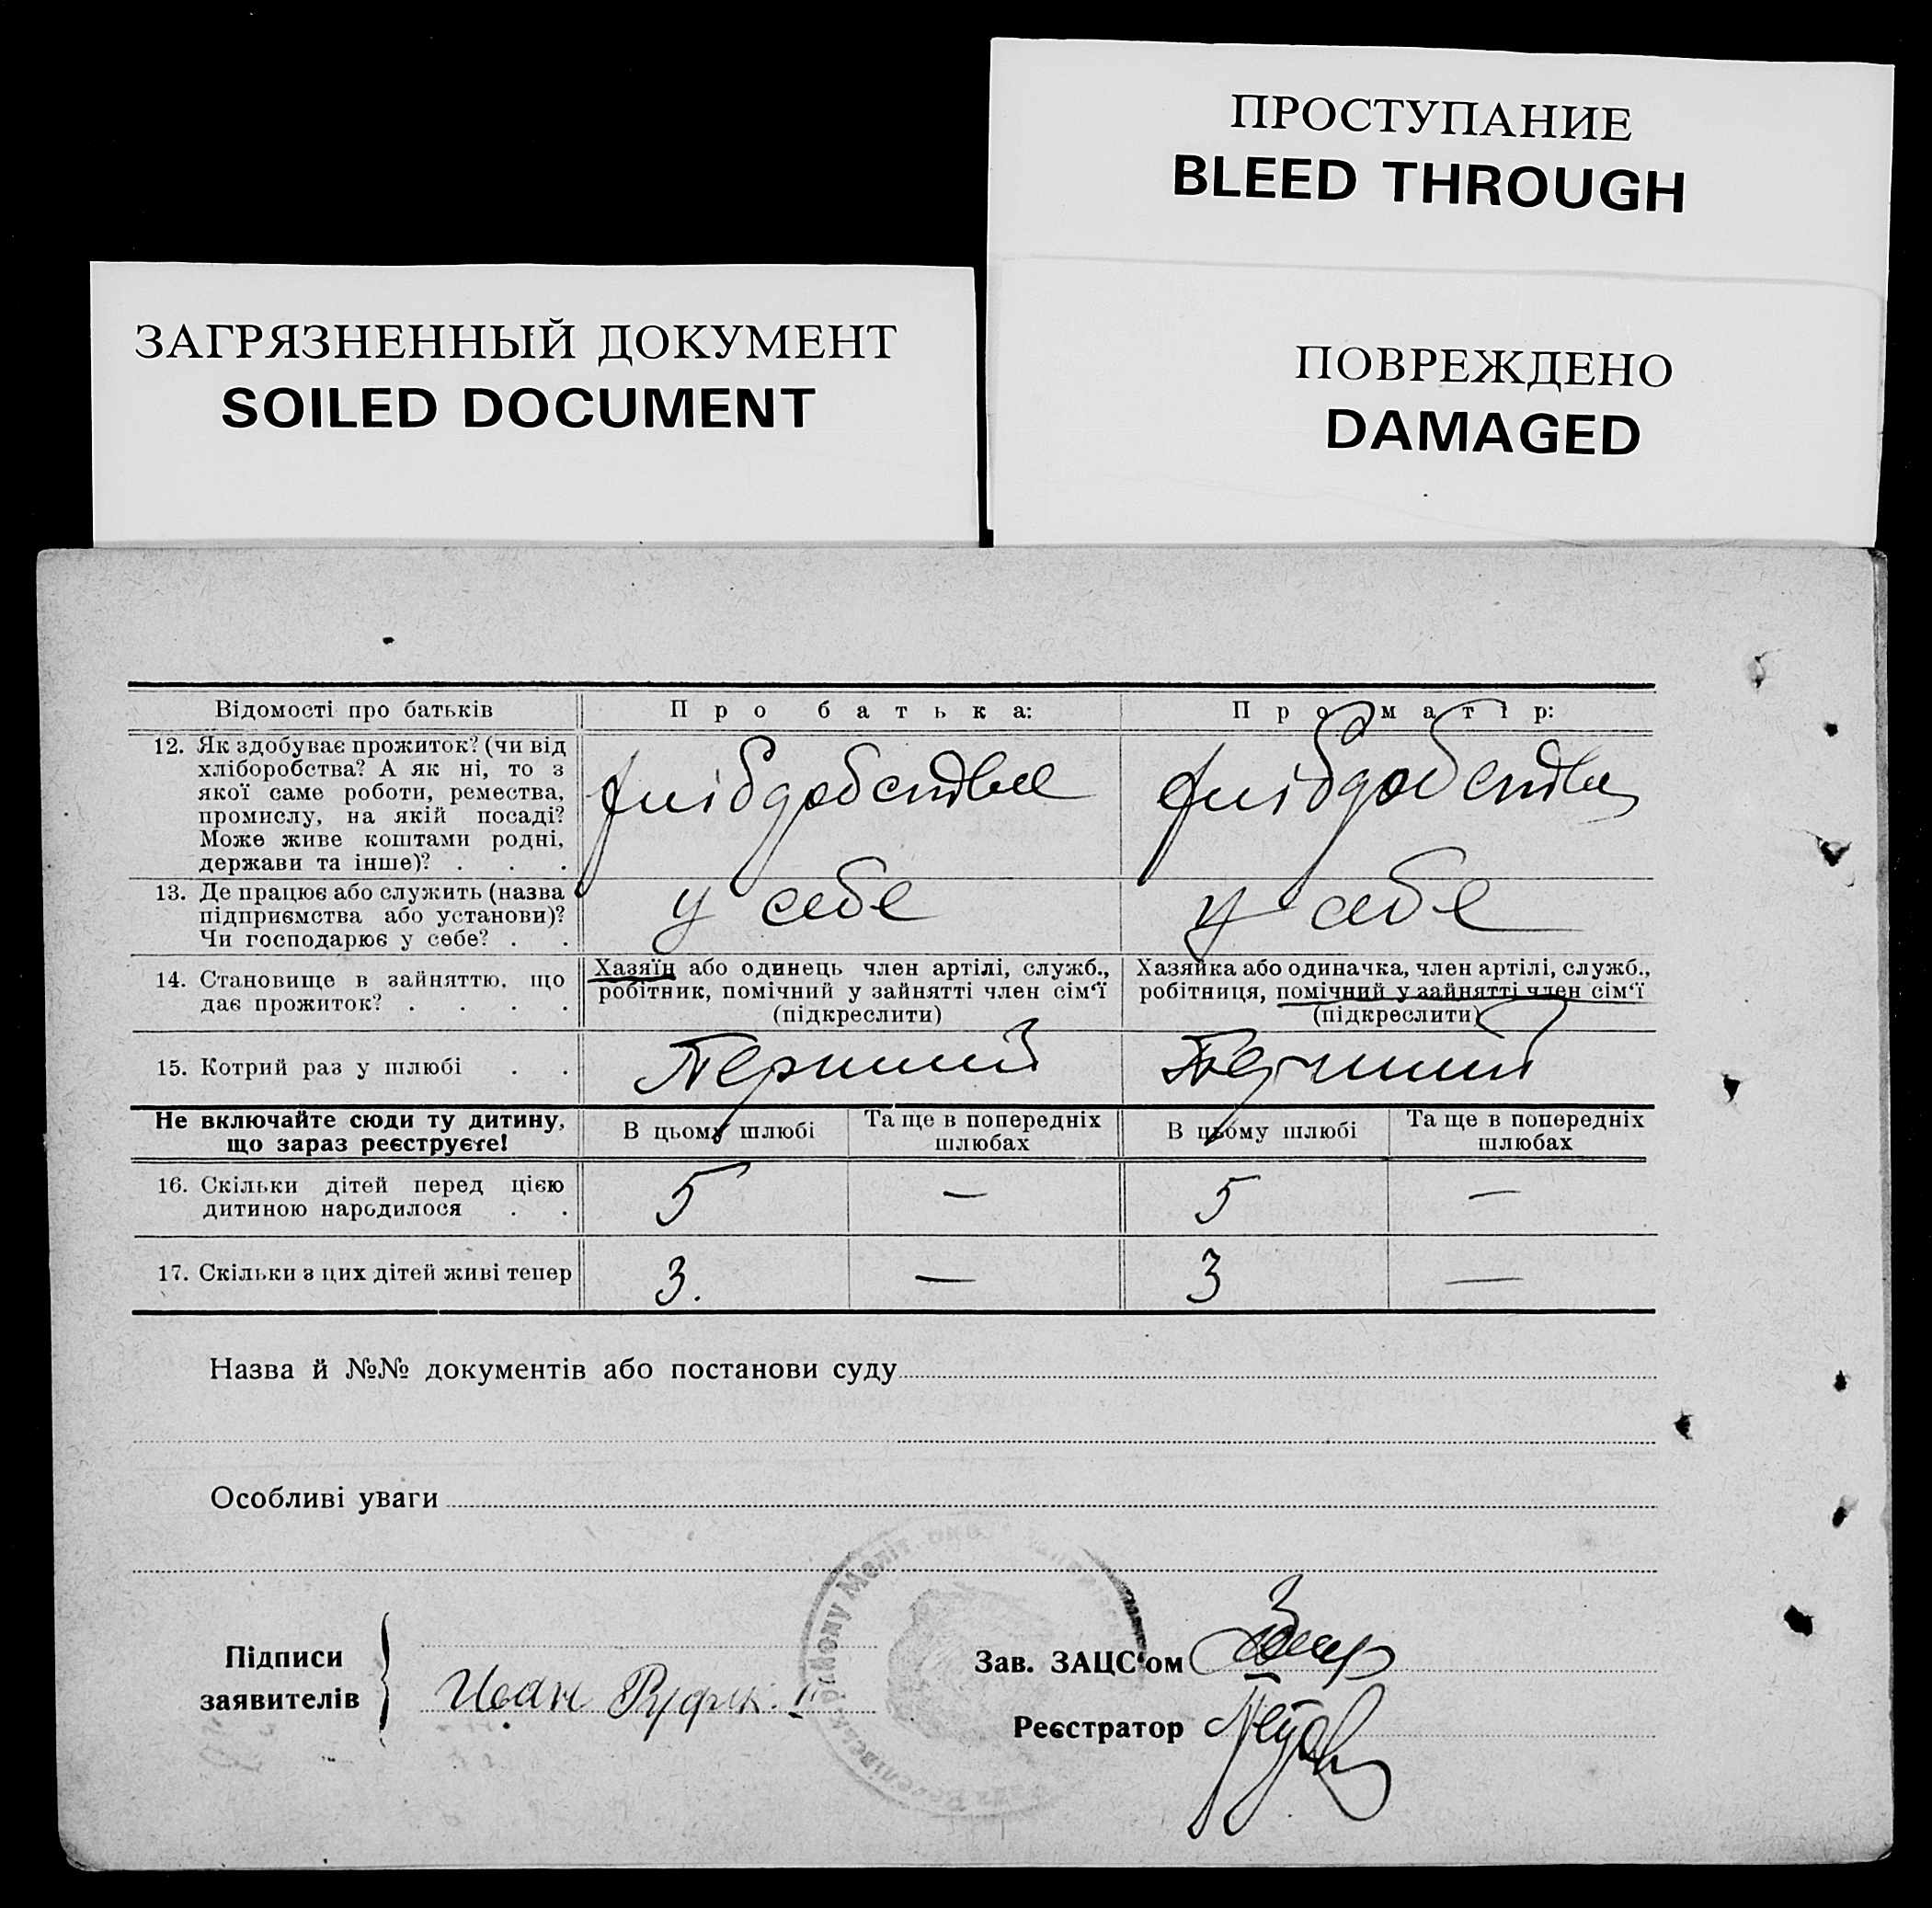 ПРОСТУПАНИЕ
BLEED THROUGH
ЗАГРЯЗНЕННЫЙ ДОКУМЕНТ
SOILED DOCUMENT
ПОВРЕЖДЕНО
DAMAGED
Відомості про батьків
Про батька:
Про матір:
12. Як здобуває прожиток? (чи від
хліборобства? А як ні, то з
якої саме роботи, ремества,
промислу, на якій посаді?
Може живе коштами родні,
держави та інше)? . . .
13. Де працює або служить (назва
підприємства або установи)?
Чи господарює у себе? . .
у себе
у себе
14. Становище в зайняттю, що
дає прожиток? . . . .
Хазяїн або одинець член артілі, служб.,
робітник, помічний у зайнятті член сім‘ї
(підкреслити)
Хазяйка або одиначка, член артілі, служб.,
робітниця, помічний у зайнятті член сім‘ї
(підкреслити)
15. Котрий раз у шлюбі . .
Перший
Перший
Не включайте сюди ту дитину,
що зараз реєструєте!
В цьому шлюбі
Та ще в попередніх
шлюбах
В цьому шлюбі
Та ще в попередніх
шлюбах
16. Скільки дітей перед цією
дитиною народилося . .
5
—
5
—
17. Скільки з цих дітей живі тепер
3.
—
3
—
Назва й №№ документів або постанови суду
Особливі уваги
Підписи
заявителів
Иван
Зав. ЗАЦС‘ом
Реєстратор